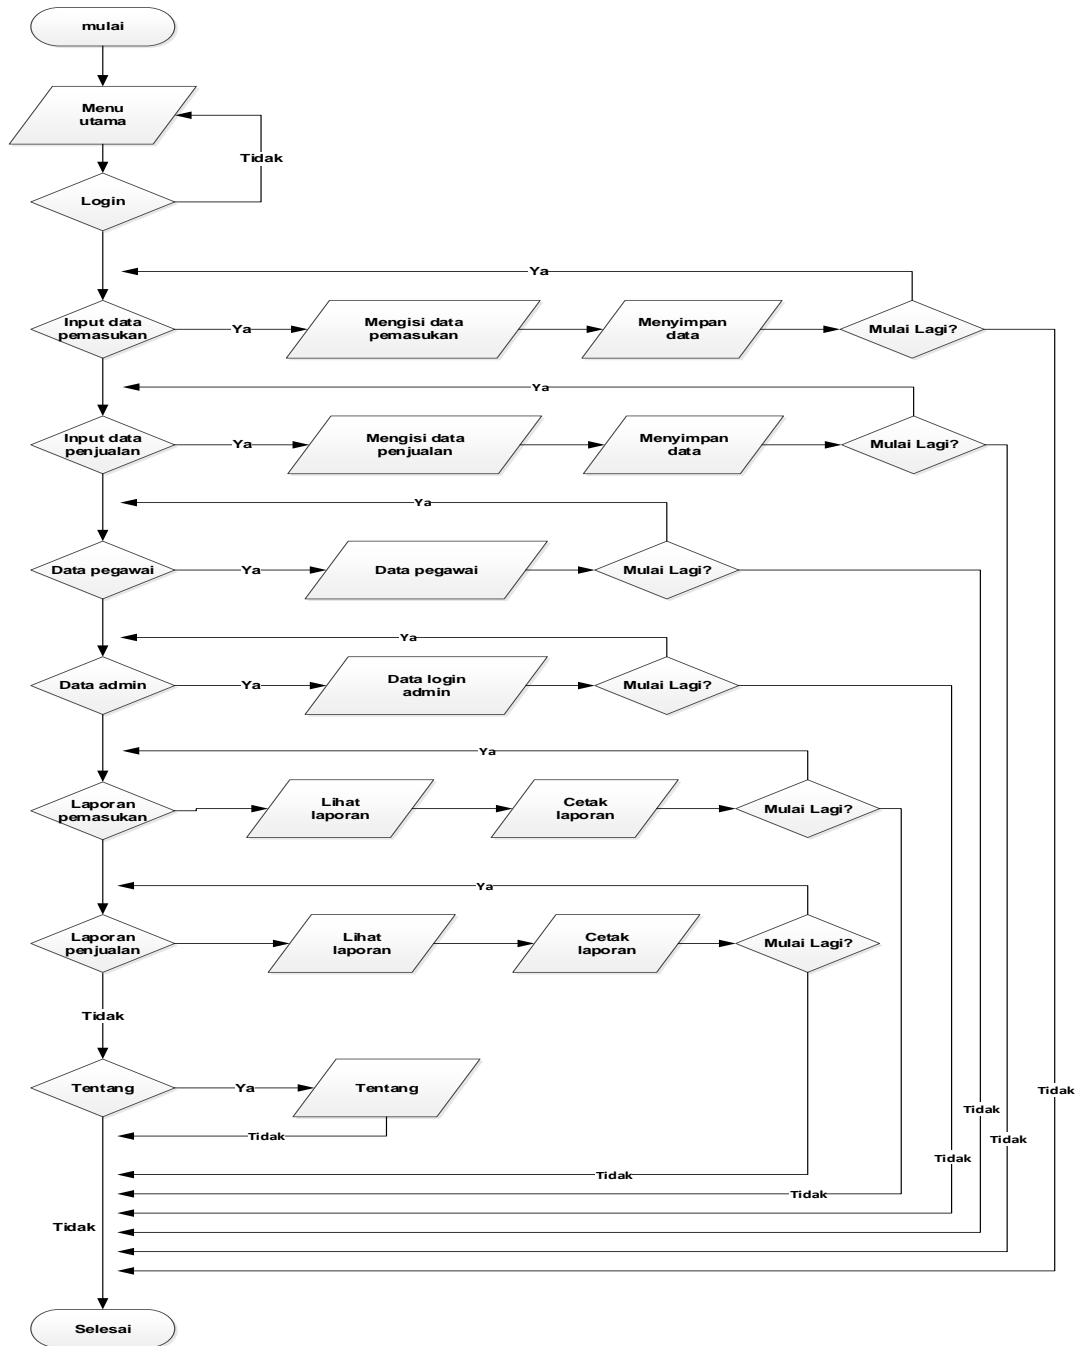 mulai
Menu
utama
Tidak
Login
Ya
Input data
pemasukan
Ya
Mengisi data
pemasukan
Menyimpan
data
Mulai Lagi?
Ya
Input data
penjualan
Ya
Mengisi data
penjualan
Menyimpan
data
Mulai Lagi?
Ya
Data pegawai
Ya
Data pegawai
Mulai Lagi?
Ya
Data admin
Ya
Data login
admin
Mulai Lagi?
Ya
Laporan
pemasukan
Lihat
laporan
Cetak
laporan
Mulai Lagi?
Ya
Laporan
penjualan
Lihat
laporan
Cetak
laporan
Mulai Lagi?
Tidak
Tentang
Ya
Tentang
Tidak
Tidak
Tidak
Tidak
Tidak
Tidak
Tidak
Tidak
Selesai